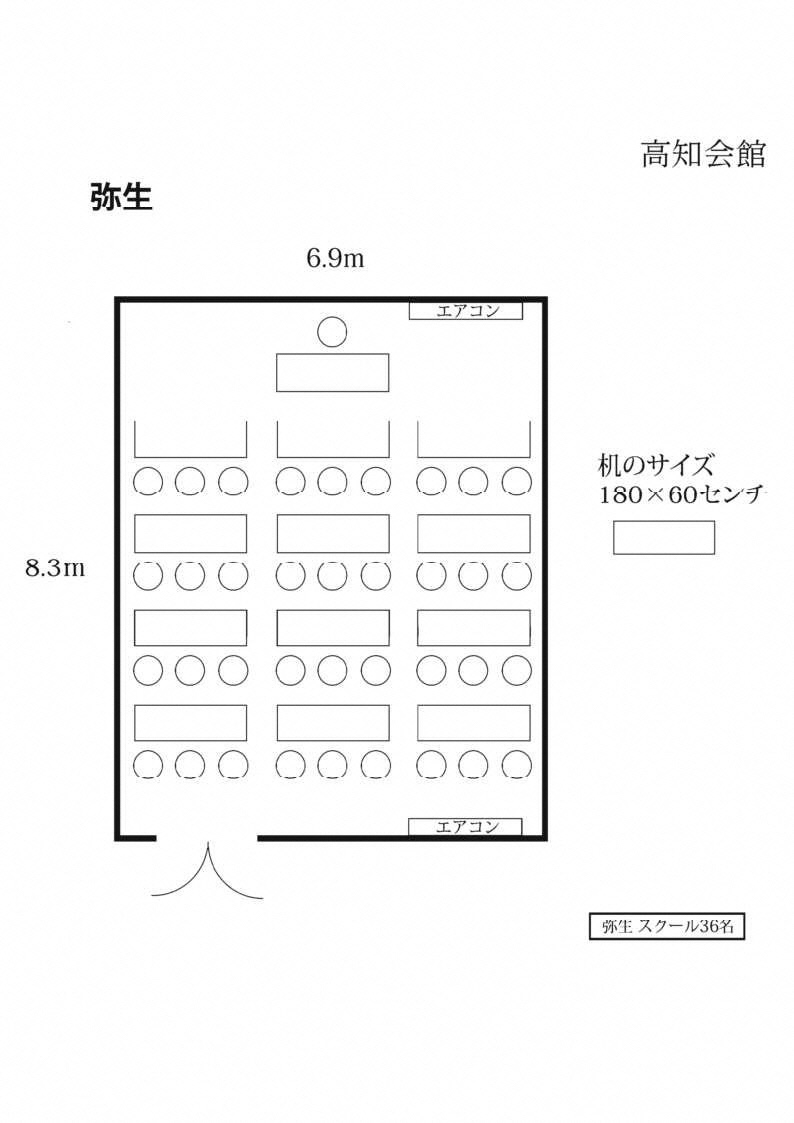 高知会館
弥生
6.9m
エアコン
机のサイズ
180×60センチ
8.3m
エアコン
弥生 スクール36名